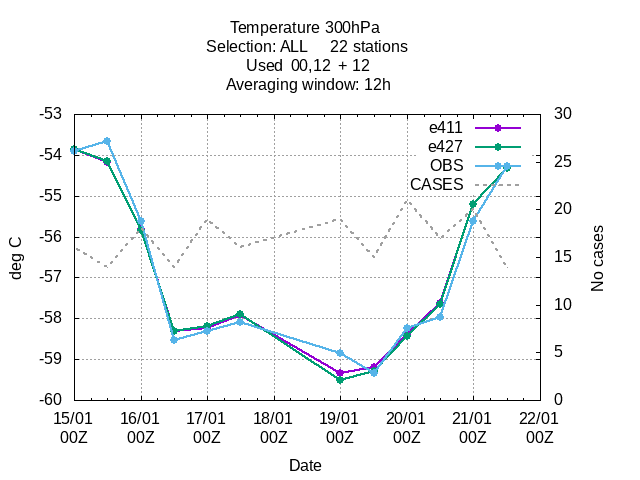 Temperature 300hPa
Selection: ALL 22 stations
Used 00,12 + 12
Averaging window: 12h
-53
-54
-55
-56
-57
-58
-59
-60
deg C
30
25
20
15
10
5
0
No cases
e411
e427
OBS
CASES
15/01 16/01 17/01 18/01 19/01 20/01 21/01 22/01
00Z 00Z 00Z 00Z 00Z 00Z 00Z 00Z
Date